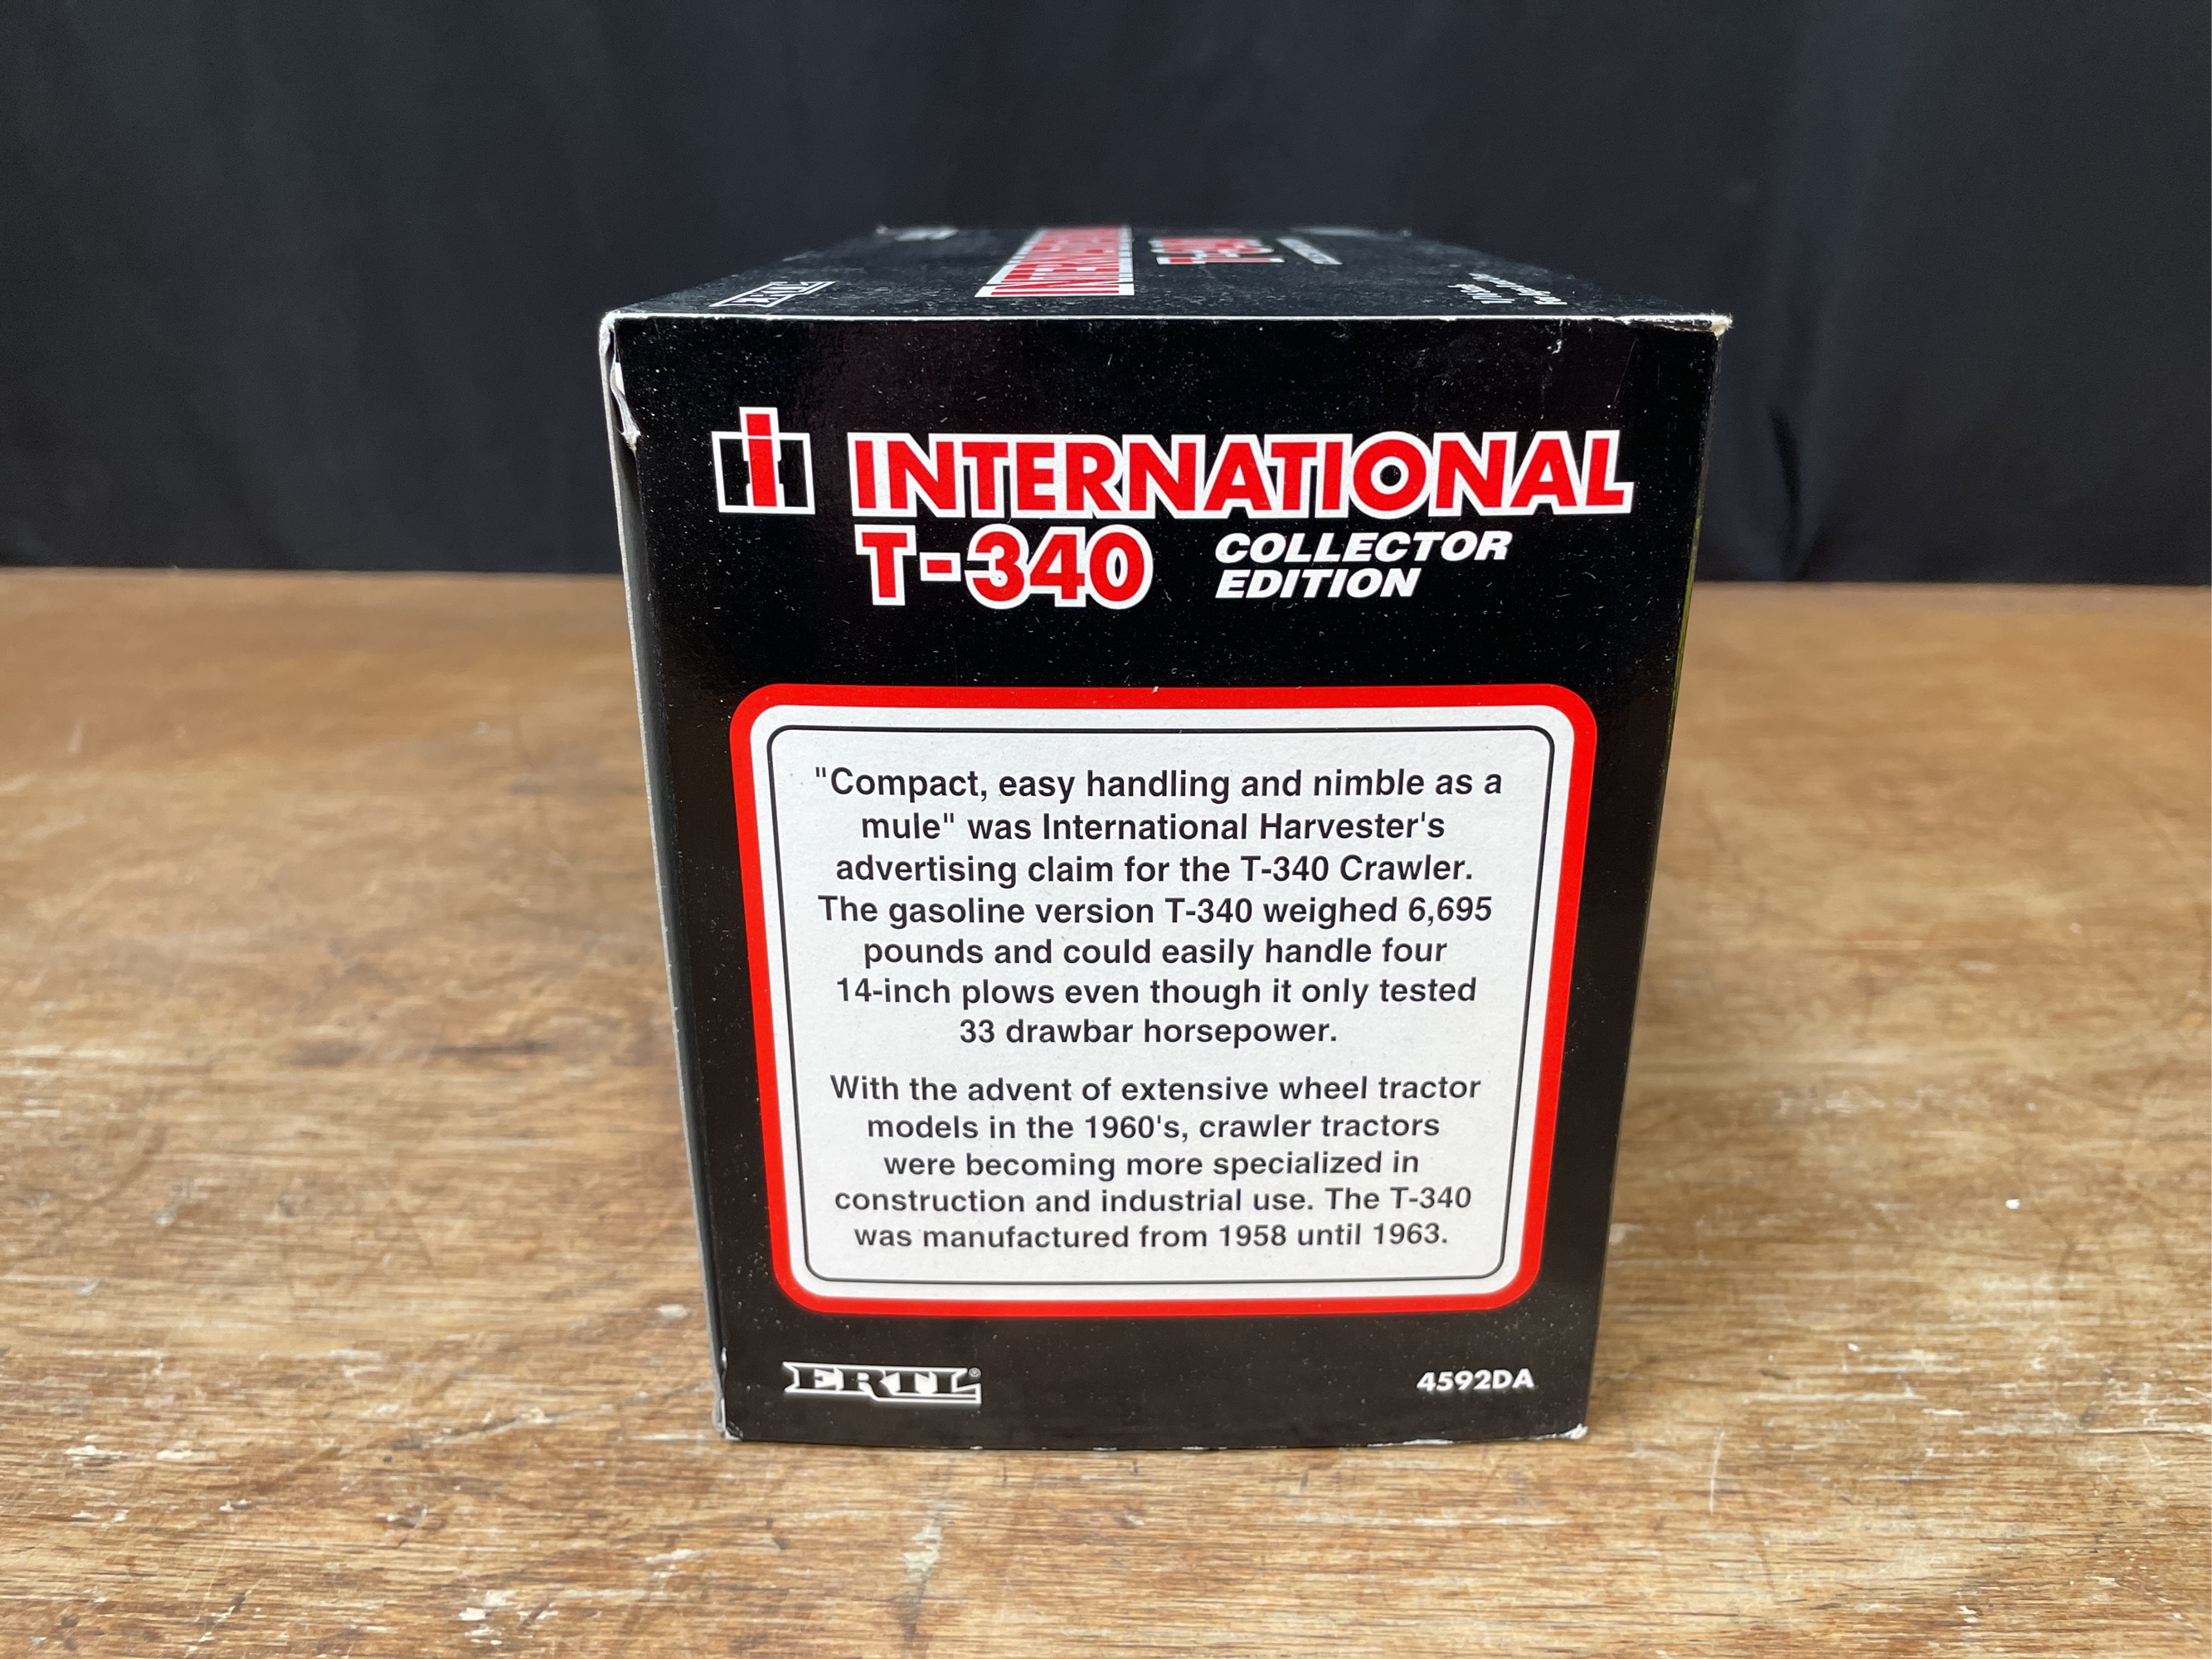 ERTL
INTERNATIONAL
T-340
INTERNATIONAL
T-340 COLLECTOR
EDITION
"Compact, easy handling and nimble as a
mule" was International Harvester's
advertising claim for the T-340 Crawler.
The gasoline version T-340 weighed 6,695
pounds and could easily handle four
14-inch plows even though it only tested
33 drawbar horsepower.
With the advent of extensive wheel tractor
models in the 1960's, crawler tractors
were becoming more specialized in
construction and industrial use. The T-340
was manufactured from 1958 until 1963.
ERTL® 4592DA